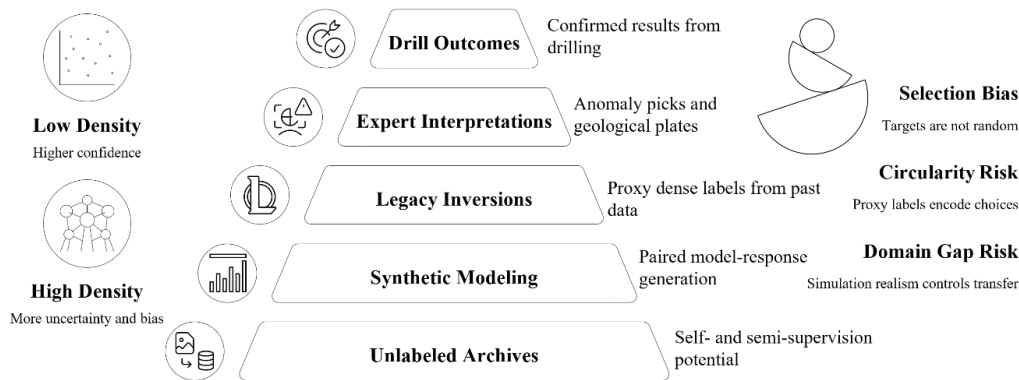 Low Density
Higher confidence
High Density
More uncertainty and bias
Drill Outcomes
Confirmed results from
drilling
Expert Interpretations
Anomaly picks and
geological plates
Legacy Inversions
Proxy dense labels from past
data
Synthetic Modeling
Paired model-response
generation
Unlabeled Archives
Self- and semi-supervision
potential
Selection Bias
Targets are not random
Circularity Risk
Proxy labels encode choices
Domain Gap Risk
Simulation realism controls transfer